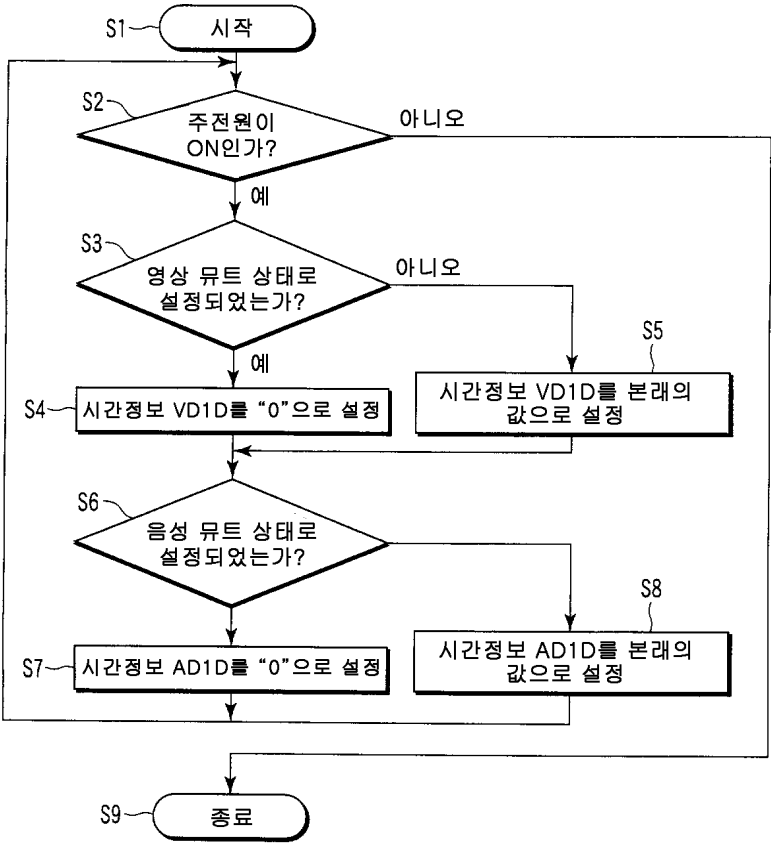 S1
시작
S2
주전원이
ON인가?
아니오
예
S3
영상 뮤트 상태로
설정되었는가?
아니오
예
S4
시간정보 VD1D를 “0”으로 설정
S5
시간정보 VD1D를 본래의
값으로 설정
S6
음성 뮤트 상태로
설정되었는가?
S7
시간정보 AD1D를 “0”으로 설정
S8
시간정보 AD1D를 본래의
값으로 설정
S9
종료